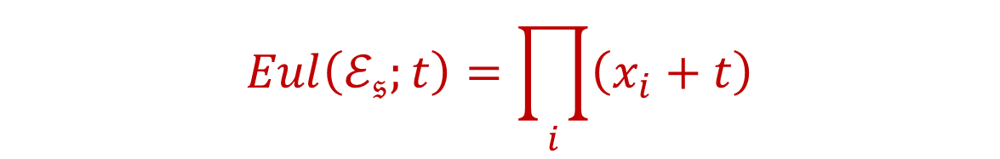 𝐸𝑢𝑙(ℰ_𝔰; 𝑡) = ∏_𝑖 (𝑥_𝑖 + 𝑡)